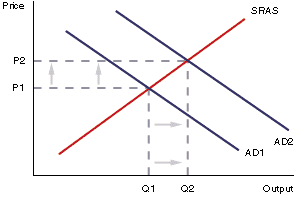 Price
SRAS
P2
P1
AD2
AD1
Q1
Q2
Output